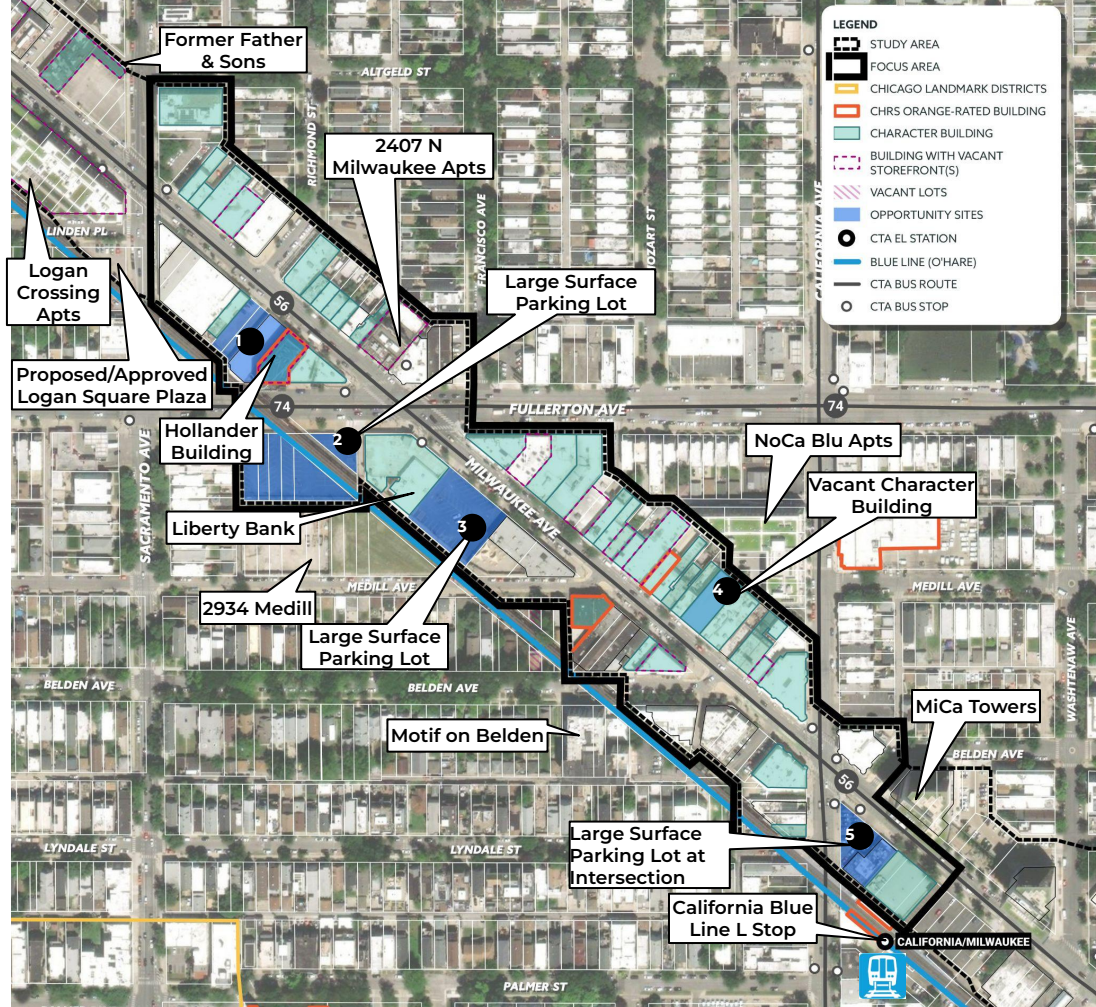 Former Father
& Sons
ALTGELD ST
RICHMOND ST
2407 N
Milwaukee Apts
FRANCISCO AVE
MOZART ST
CALIFORNIA AVE
LEGEND
STUDY AREA
FOCUS AREA
CHICAGO LANDMARK DISTRICTS
CHRS ORANGE-RATED BUILDING
CHARACTER BUILDING
BUILDING WITH VACANT
STOREFRONT(S)
VACANT LOTS
OPPORTUNITY SITES
CTA EL STATION
BLUE LINE (O'HARE)
CTA BUS ROUTE
CTA BUS STOP
LINDEN PL
Logan
Crossing
Apts
56
Large Surface
Parking Lot
1
Proposed/Approved
Logan Square Plaza
74
FULLERTON AVE
74
SACRAMENTO AVE
Hollander
Building
2
MILWAUKEE AVE
NoCa Blu Apts
Vacant Character
Building
Liberty Bank
3
2934 Medill
MEDILL AVE
4
MEDILL AVE
Large Surface
Parking Lot
WASHTENAW AVE
BELDEN AVE
BELDEN AVE
MiCa Towers
Motif on Belden
BELDEN AVE
56
LYNDALE ST
LYNDALE ST
Large Surface
Parking Lot at
Intersection
5
California Blue
Line L Stop
CALIFORNIA/MILWAUKEE
PALMER ST